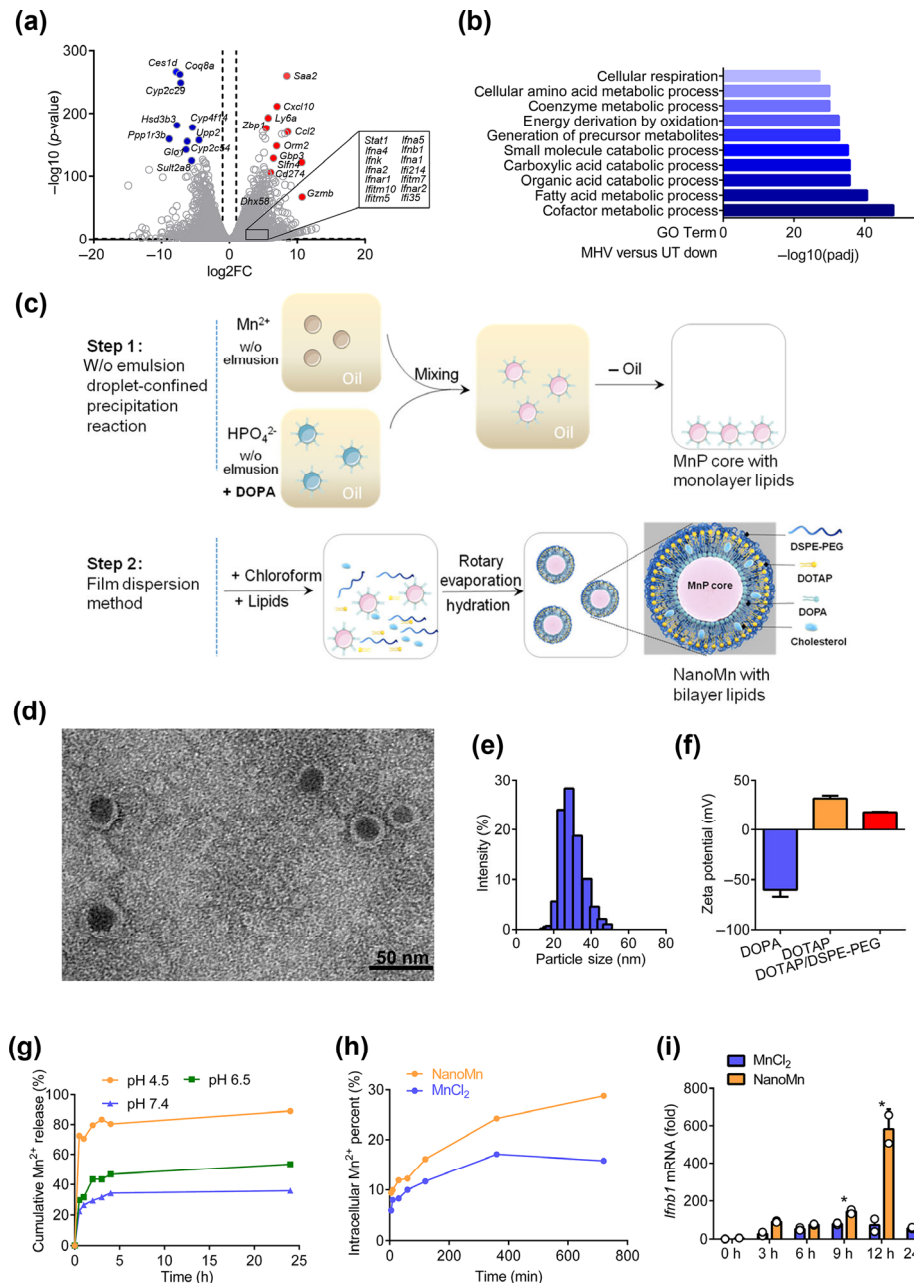 (a)
300
200
100
0
–log10 (p-value)
–20
–10
0
10
20
log2FC
Ces1d
Coq8a
Cyp2c29
Hsd3b3
Cyp4f14
Ppp1r3b
Upp2
Glo1
Cyp2c54
Sult2a8
Saa2
Cxcl10
Ly6a
Zbp1
Ccl2
Orm2
Gbp3
Slfn4
Cd274
Gzmb
Dhx58
Stat1 Ifna5
Ifna4 Ifnb1
Ifnk Ifna1
Ifna2 Ifi214
Ifnar1 Ifitm7
Ifitm10 Ifnar2
Ifitm5 Ifi35
(b)
Cellular respiration
Cellular amino acid metabolic process
Coenzyme metabolic process
Energy derivation by oxidation
Generation of precursor metabolites
Small molecule catabolic process
Carboxylic acid catabolic process
Organic acid catabolic process
Fatty acid metabolic process
Cofactor metabolic process
GO Term
0
20
40
MHV versus UT down
–log10(padj)
(c)
Step 1:
W/o emulsion
droplet-confined
precipitation
reaction
Mn²⁺
w/o
elmusion
Oil
HPO₄²⁻
w/o
elmusion
+ DOPA
Oil
Mixing
Oil
– Oil
MnP core with
monolayer lipids
Step 2:
Film dispersion
method
+ Chloroform
+ Lipids
Rotary
evaporation
hydration
MnP core
DSPE-PEG
DOTAP
DOPA
Cholesterol
NanoMn with
bilayer lipids
(d)
50 nm
(e)
50
40
30
20
10
0
Intensity (%)
0
20
40
60
80
Particle size (nm)
(f)
50
0
–50
–100
Zeta potential (mV)
DOPA
DOTAP
DOTAP/DSPE-PEG
(g)
pH 4.5
pH 6.5
pH 7.4
100
80
60
40
20
0
Cumulative Mn²⁺ release (%)
0
5
10
15
20
25
Time (h)
(h)
NanoMn
MnCl₂
30
20
10
0
Intracellular Mn²⁺ percent (%)
0
200
400
600
800
Time (min)
(i)
MnCl₂
NanoMn
800
600
400
200
0
Ifnb1 mRNA (fold)
*
*
0 h
3 h
6 h
9 h
12 h
24